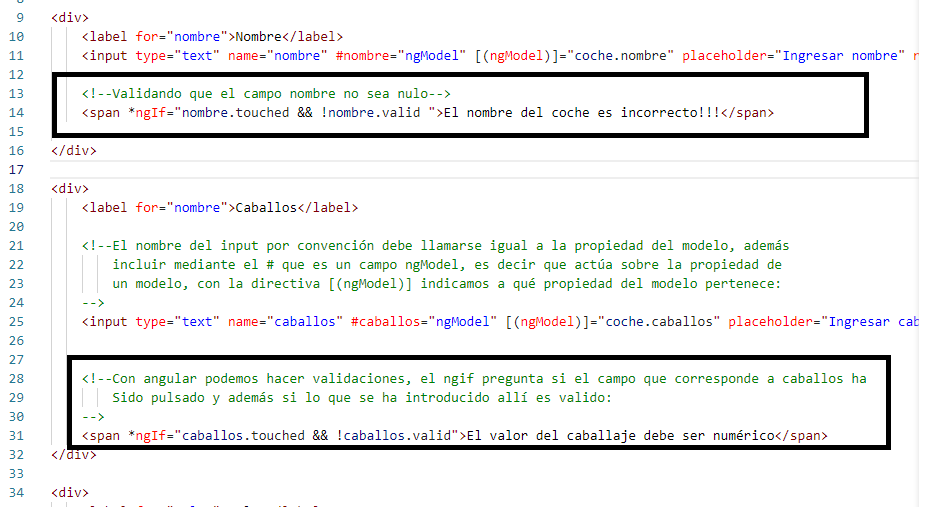 9 <div>
10 <label for="nombre">Nombre</label>
11 <input type="text" name="nombre" #nombre="ngModel" [(ngModel)]="coche.nombre" placeholder="Ingresar nombre"
12
13 <!--Validando que el campo nombre no sea nulo-->
14 <span *ngIf="nombre.touched && !nombre.valid ">El nombre del coche es incorrecto!!!</span>
15
16 </div>
17
18 <div>
19 <label for="nombre">Caballos</label>
20
21 <!--El nombre del input por convención debe llamarse igual a la propiedad del modelo, además
22 incluir mediante el # que es un campo ngModel, es decir que actúa sobre la propiedad de
23 un modelo, con la directiva [(ngModel)] indicamos a qué propiedad del modelo pertenece:
24 -->
25 <input type="text" name="caballos" #caballos="ngModel" [(ngModel)]="coche.caballos" placeholder="Ingresar cab
26
27
28 <!--Con angular podemos hacer validaciones, el ngif pregunta si el campo que corresponde a caballos ha
29 Sido pulsado y además si lo que se ha introducido allí es valido:
30 -->
31 <span *ngIf="caballos.touched && !caballos.valid">El valor del caballaje debe ser numérico</span>
32 </div>
33
34 <div>